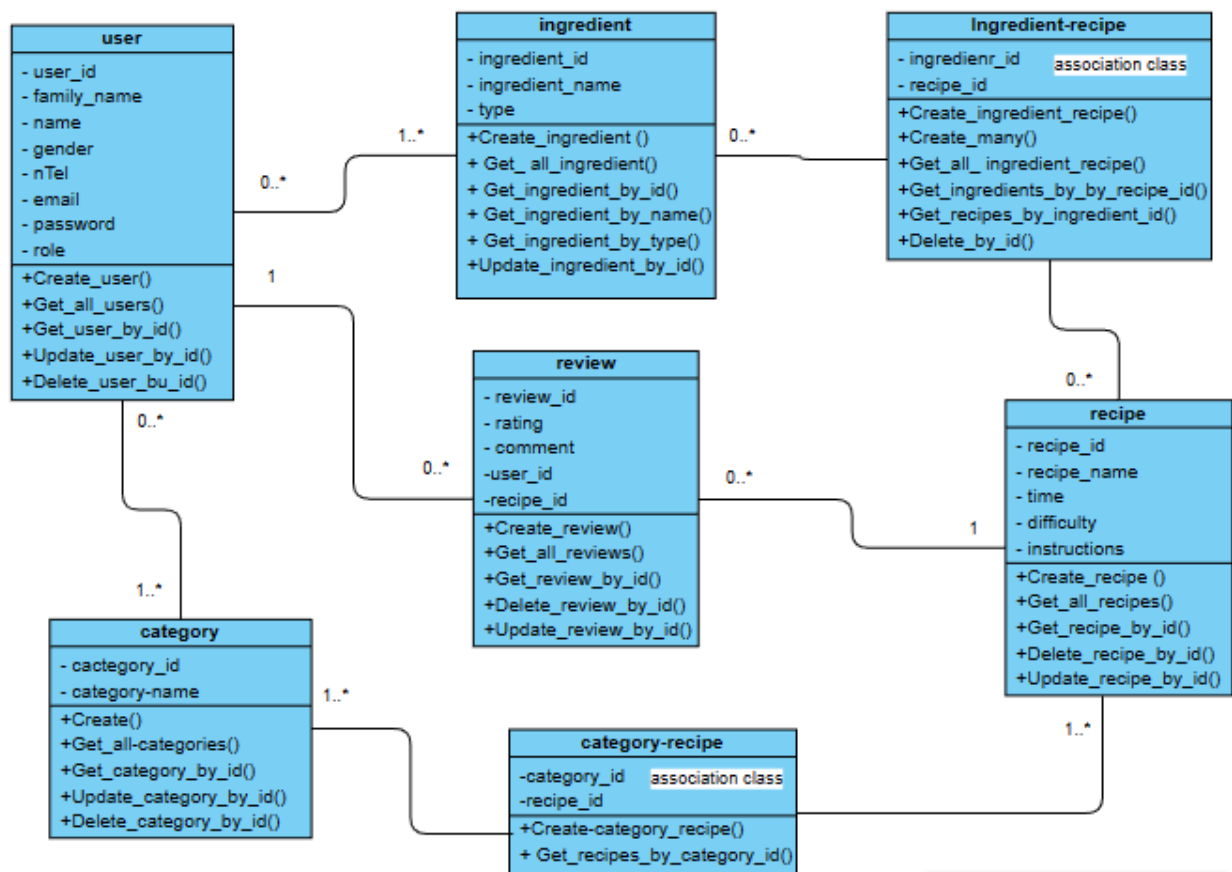 user
- user_id
- family_name
- name
- gender
- nTel
- email
- password
- role
+Create_user()
+Get_all_users()
+Get_user_by_id()
+Update_user_by_id()
+Delete_user_bu_id()
0..*
1..*
1
0..*
0..*
1..*
ingredient
- ingredient_id
- ingredient_name
- type
+Create_ingredient ()
+ Get_ all_ingredient()
+ Get_ingredient_by_id()
+ Get_ingredient_by_name()
+ Get_ingredient_by_type()
+Update_ingredient_by_id()
0..*
Ingredient-recipe
- ingredienr_id association class
- recipe_id
+Create_ingredient_recipe()
+Create_many()
+Get_all_ ingredient_recipe()
+Get_ingredients_by_by_recipe_id()
+Get_recipes_by_ingredient_id()
+Delete_by_id()
0..*
review
- review_id
- rating
- comment
-user_id
-recipe_id
+Create_review()
+Get_all_reviews()
+Get_review_by_id()
+Delete_review_by_id()
+Update_review_by_id()
0..*
1
recipe
- recipe_id
- recipe_name
- time
- difficulty
- instructions
+Create_recipe ()
+Get_all_recipes()
+Get_recipe_by_id()
+Delete_recipe_by_id()
+Update_recipe_by_id()
1..*
category
- cactegory_id
- category-name
+Create()
+Get_all-categories()
+Get_category_by_id()
+Update_category_by_id()
+Delete_category_by_id()
1..*
category-recipe
-category_id association class
-recipe_id
+Create-category_recipe()
+ Get_recipes_by_category_id()